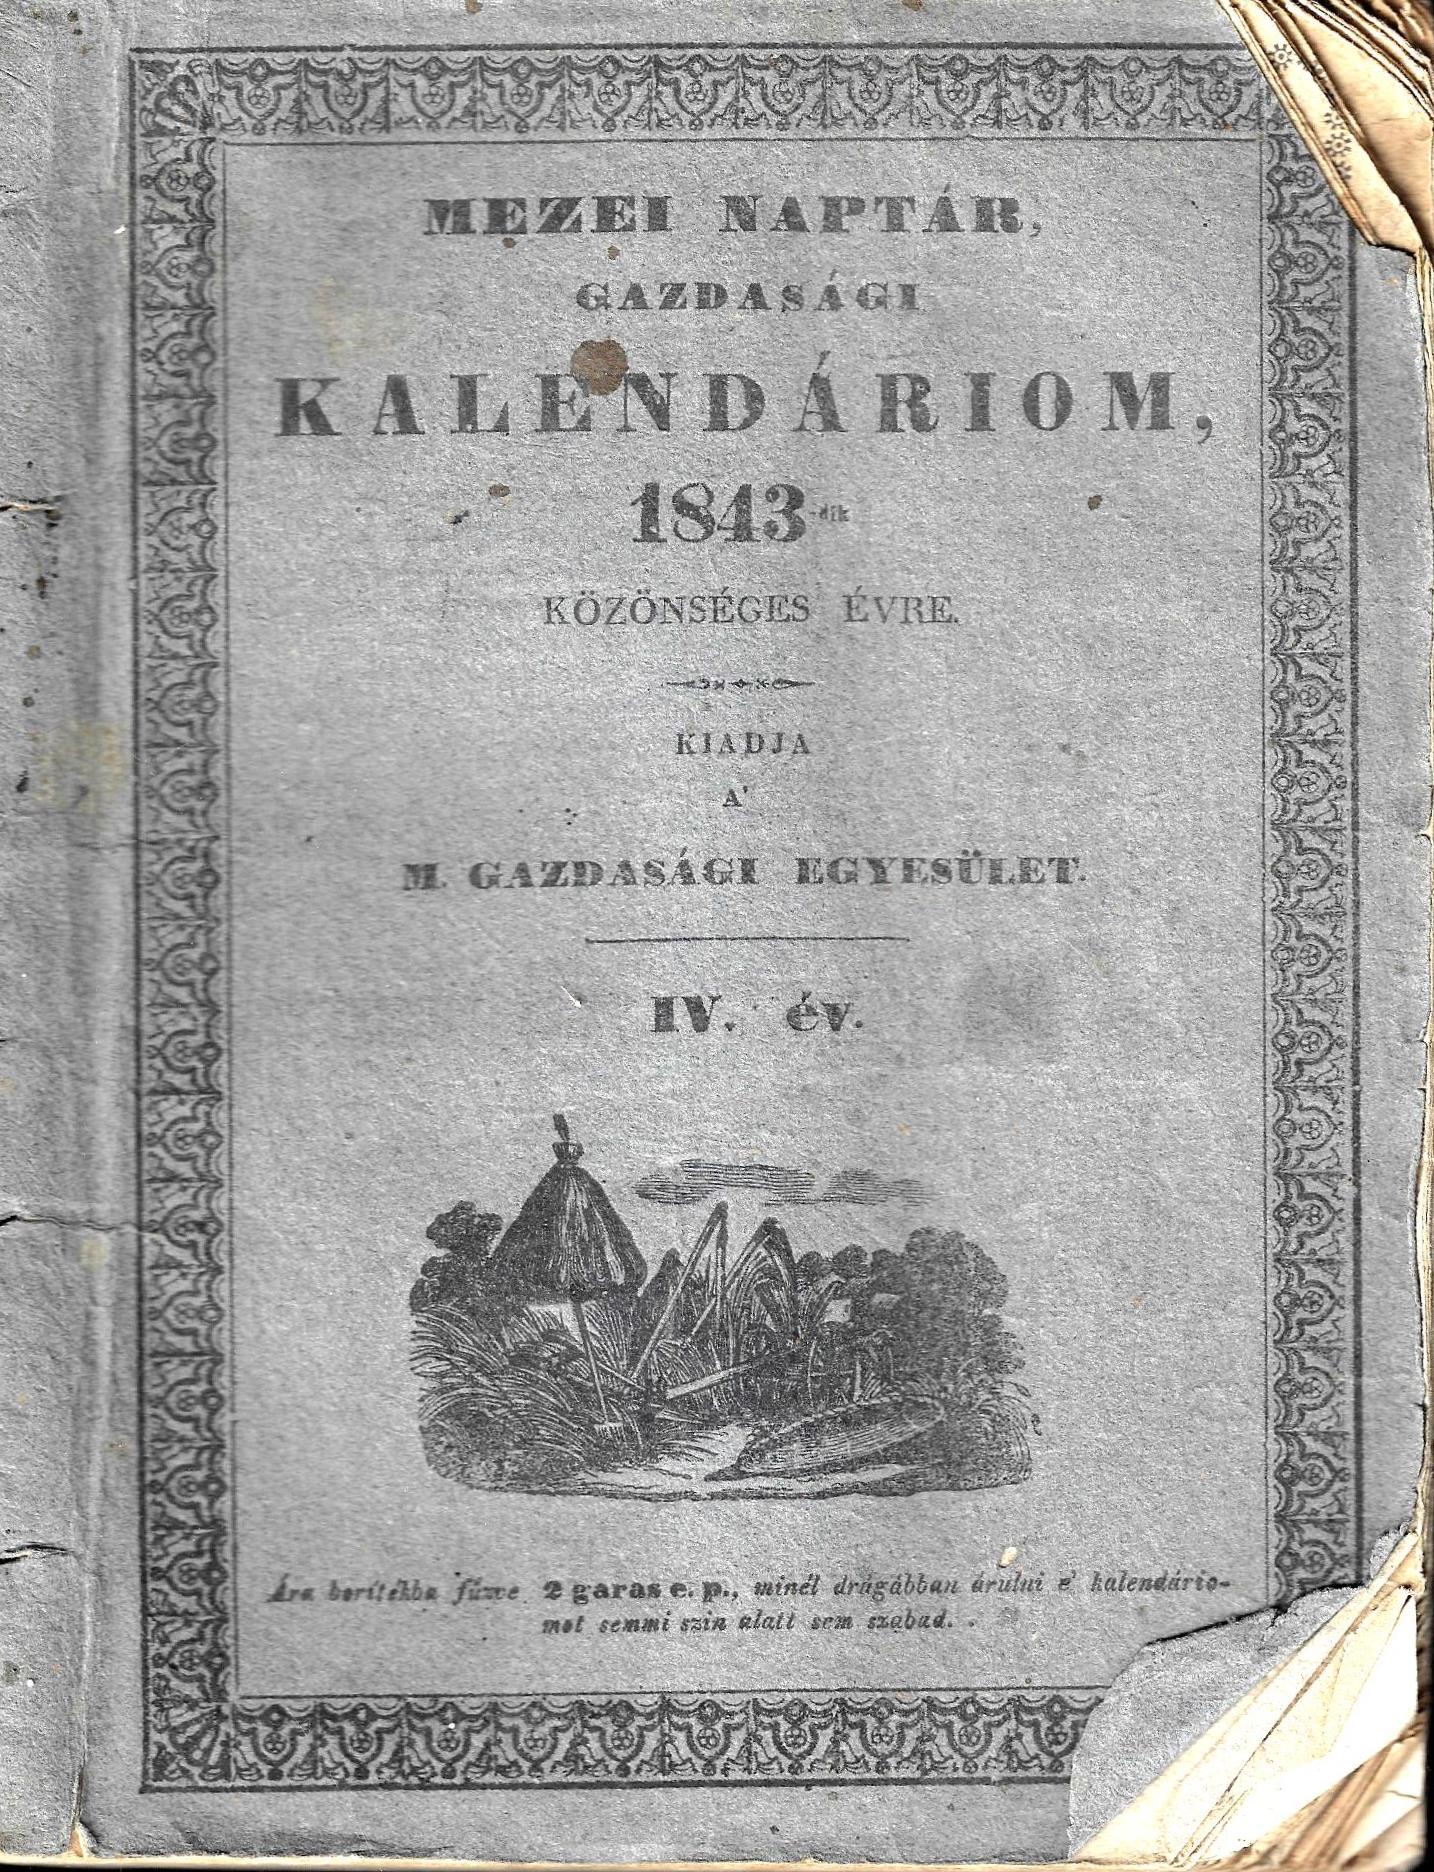 MEZEI NAPTÁR,
GAZDASÁGI
KALENDÁRIOM,
1843-dik
KÖZÖNSÉGES ÉVRE.
KIADJA
A'
M. GAZDASÁGI EGYESÜLET.
IV. év.
Ára borítékba fűzve 2 garas e. p., minél drágábban árulni e' kalendário-
mot semmi szin alatt sem szabad.